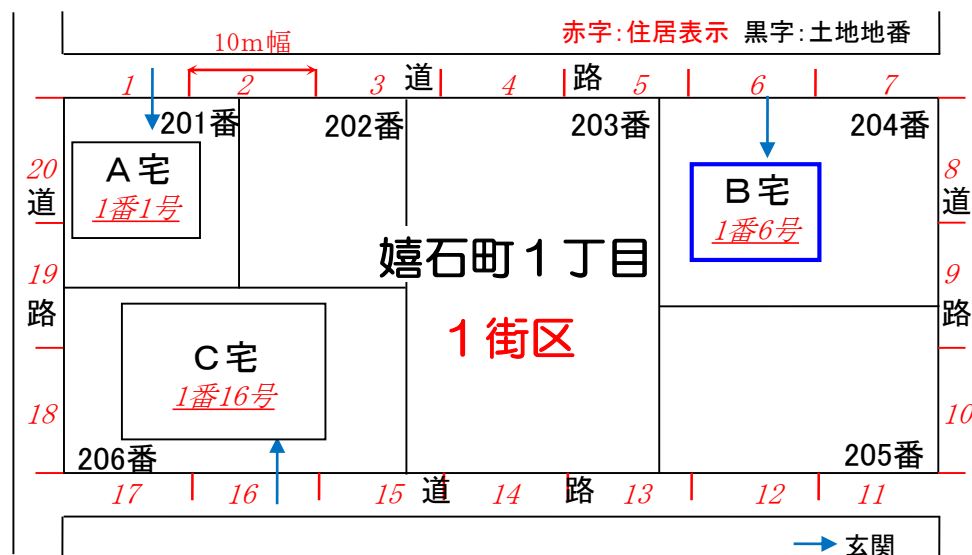 赤字：住居表示 黒字：土地地番
10m幅
道 路
1 2 3 4 5 6 7
201番 202番 203番 204番
A宅
1番1号
B宅
1番6号
20
19
18
道
路
8
9
10
道
路
嬉石町1丁目
1街区
C宅
1番16号
206番 205番
17 16 15 14 13 12 11
道 路
玄関